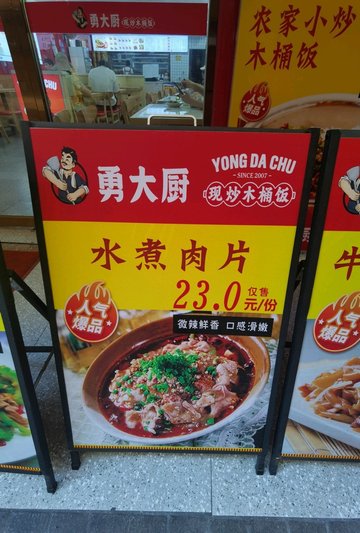 勇大厨 现炒木桶饭
农家小炒
木桶饭
人气
爆品
CHU
勇大厨
YONG DA CHU
- SINCE 2007 -
现炒木桶饭
水煮肉片
23.0 仅售 元/份
微辣鲜香 口感滑嫩
人气
爆品
牛
人气
爆品